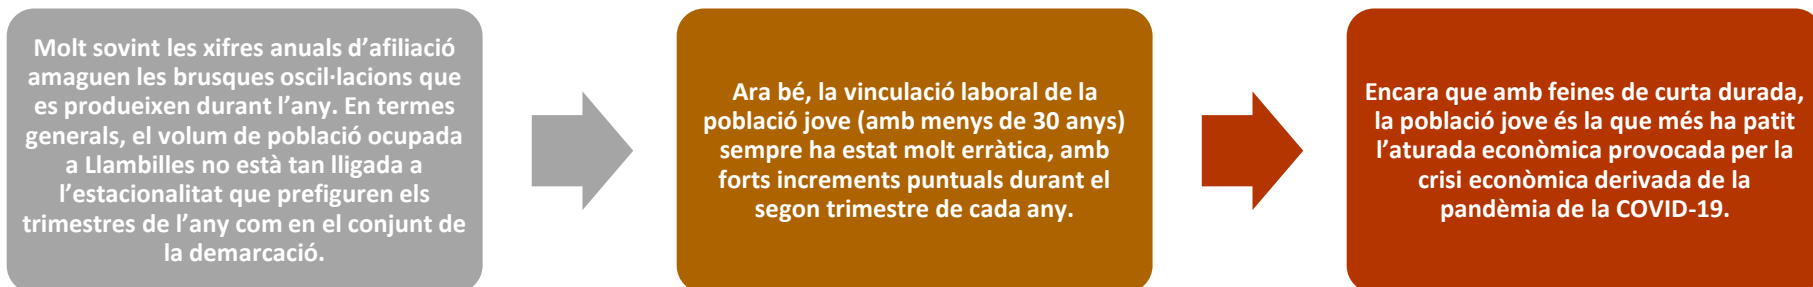 Molt sovint les xifres anuals d’afiliació
amaguen les brusques oscil·lacions que
es produeixen durant l’any. En termes
generals, el volum de població ocupada
a Llambilles no està tan lligada a
l’estacionalitat que prefiguren els
trimestres de l’any com en el conjunt de
la demarcació.
Ara bé, la vinculació laboral de la
població jove (amb menys de 30 anys)
sempre ha estat molt erràtica, amb
forts increments puntuals durant el
segon trimestre de cada any.
Encara que amb feines de curta durada,
la població jove és la que més ha patit
l’aturada econòmica provocada per la
crisi econòmica derivada de la
pandèmia de la COVID-19.